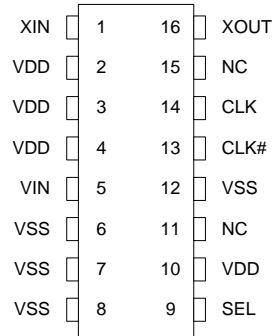 XIN 1 16 XOUT
VDD 2 15 NC
VDD 3 14 CLK
VDD 4 13 CLK#
VIN 5 12 VSS
VSS 6 11 NC
VSS 7 10 VDD
VSS 8 9 SEL